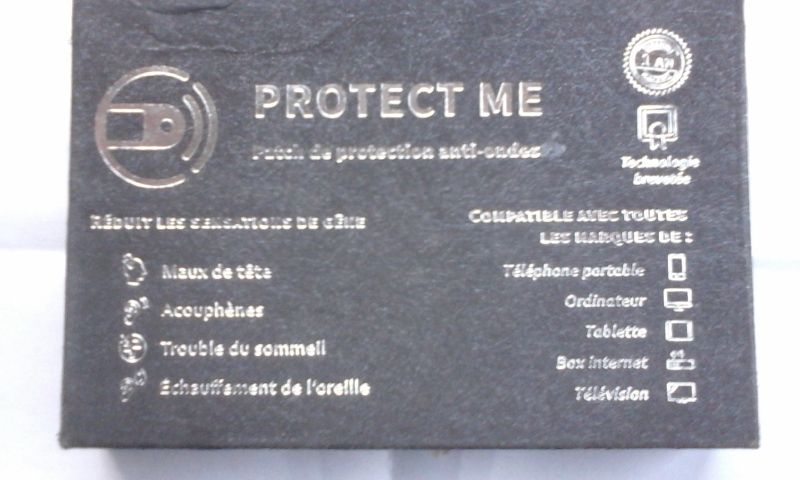 PROTECT ME
Patch de protection anti-ondes
1 AN
Technologie
brevetée
RÉDUIT LES SENSATIONS DE GÊNE
Maux de tête
Acouphènes
Trouble du sommeil
Échauffement de l'oreille
COMPATIBLE AVEC TOUTES
LES MARQUES DE :
Téléphone portable
Ordinateur
Tablette
Box internet
Télévision